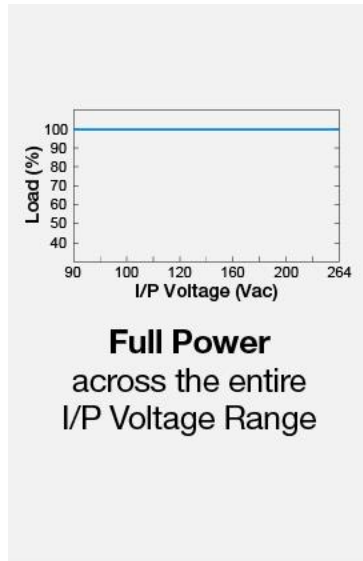 100
90
80
70
60
50
40
Load (%)
90 100 120 160 200 264
I/P Voltage (Vac)
Full Power
across the entire
I/P Voltage Range